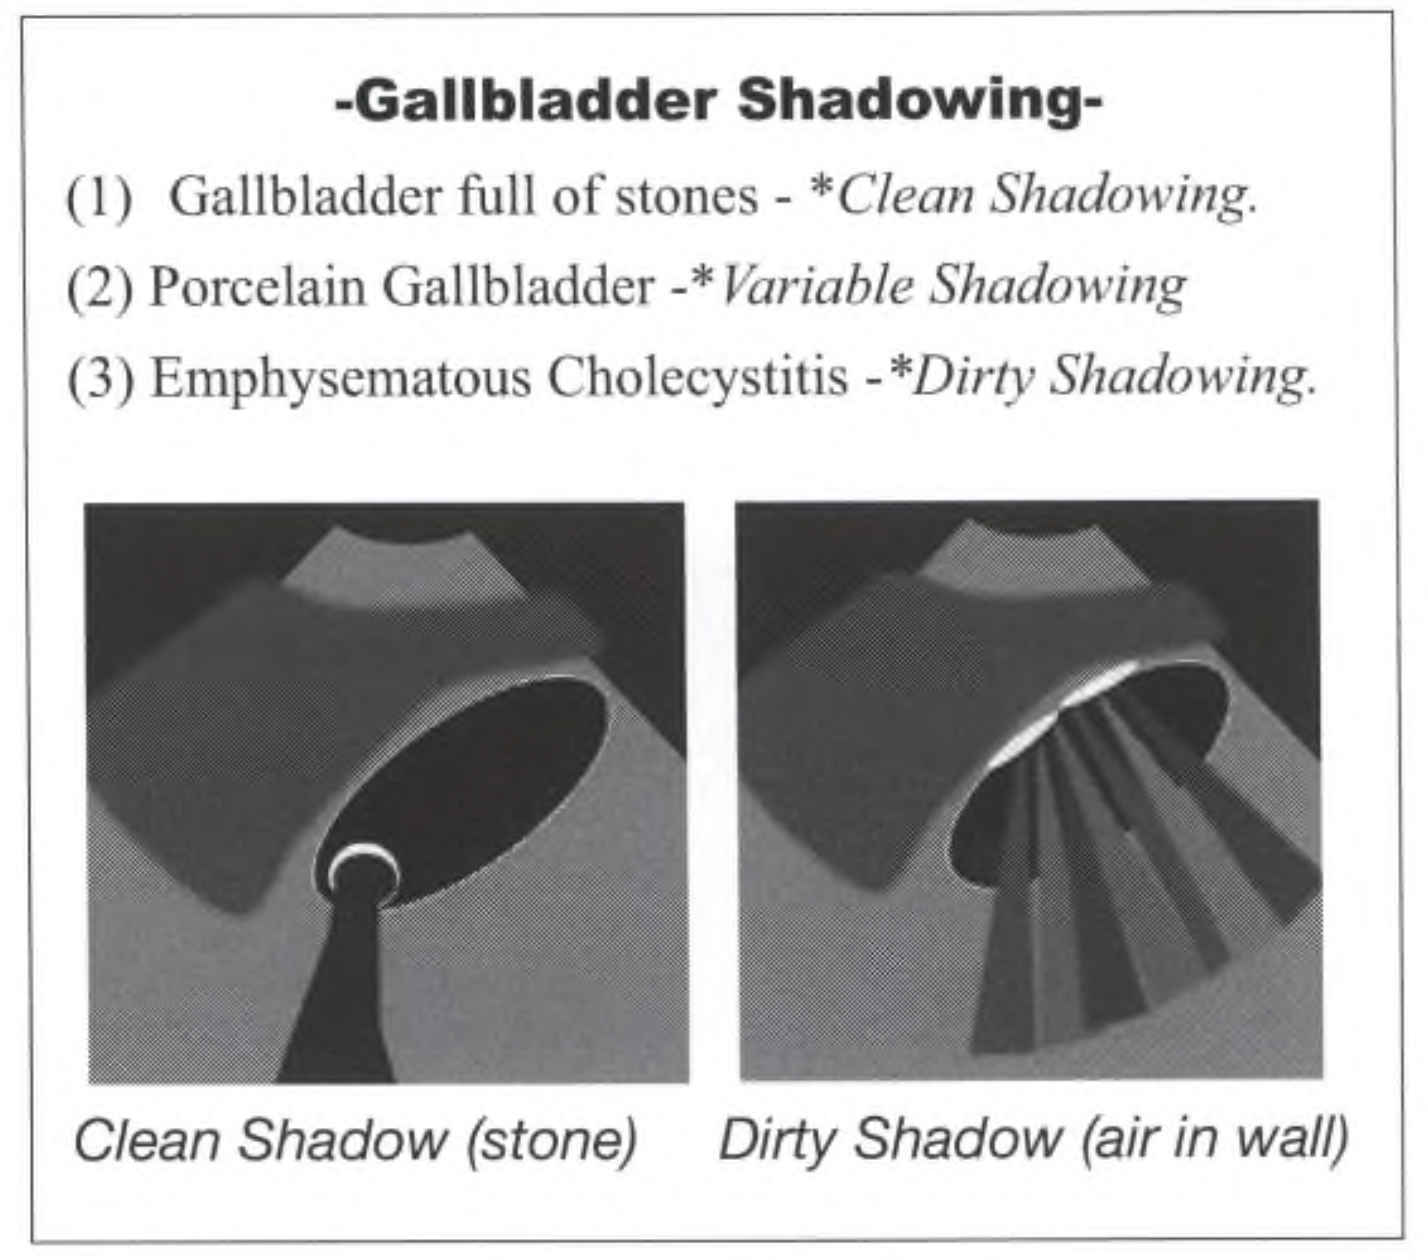 -Gallbladder Shadowing-
(1) Gallbladder full of stones - *Clean Shadowing.
(2) Porcelain Gallbladder -*Variable Shadowing
(3) Emphysematous Cholecystitis -*Dirty Shadowing.
Clean Shadow (stone)
Dirty Shadow (air in wall)